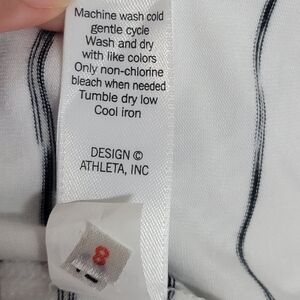 Machine wash cold
gentle cycle
Wash and dry
with like colors
Only non-chlorine
bleach when needed
Tumble dry low
Cool iron
DESIGN ©
ATHLETA, INC
8